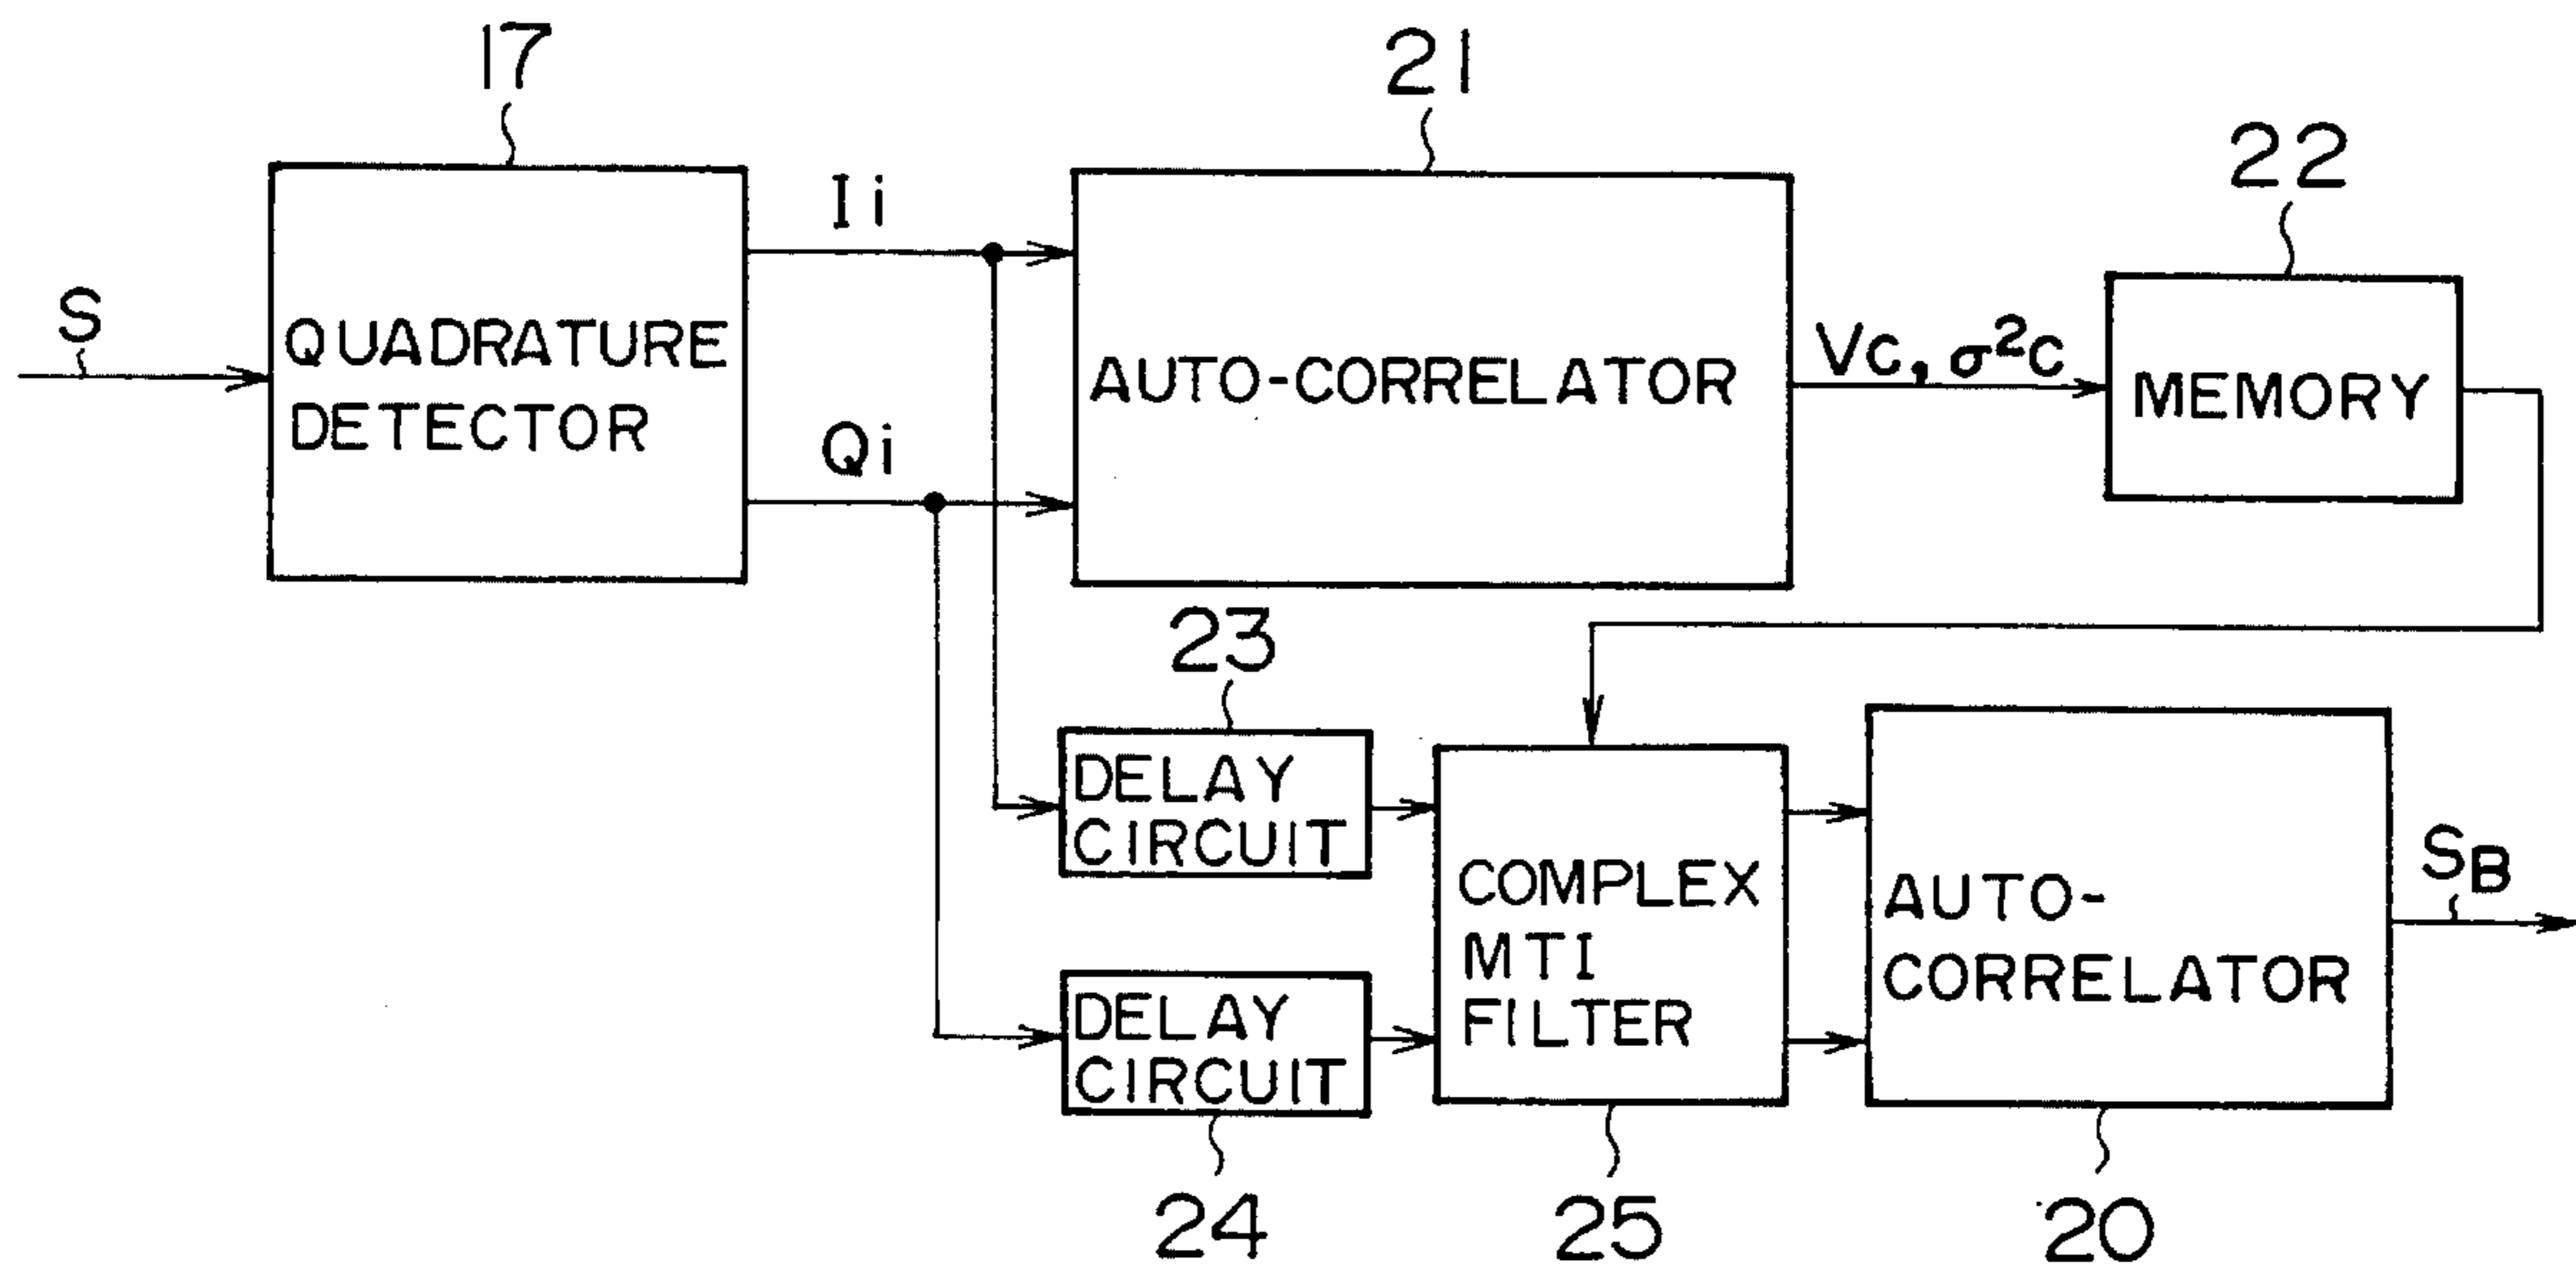 17
21
22
Ii
S
QUADRATURE
DETECTOR
AUTO-CORRELATOR
Vc, σ²c
MEMORY
Qi
23
DELAY
CIRCUIT
COMPLEX
MTI
FILTER
AUTO-
CORRELATOR
SB
DELAY
CIRCUIT
24
25
20